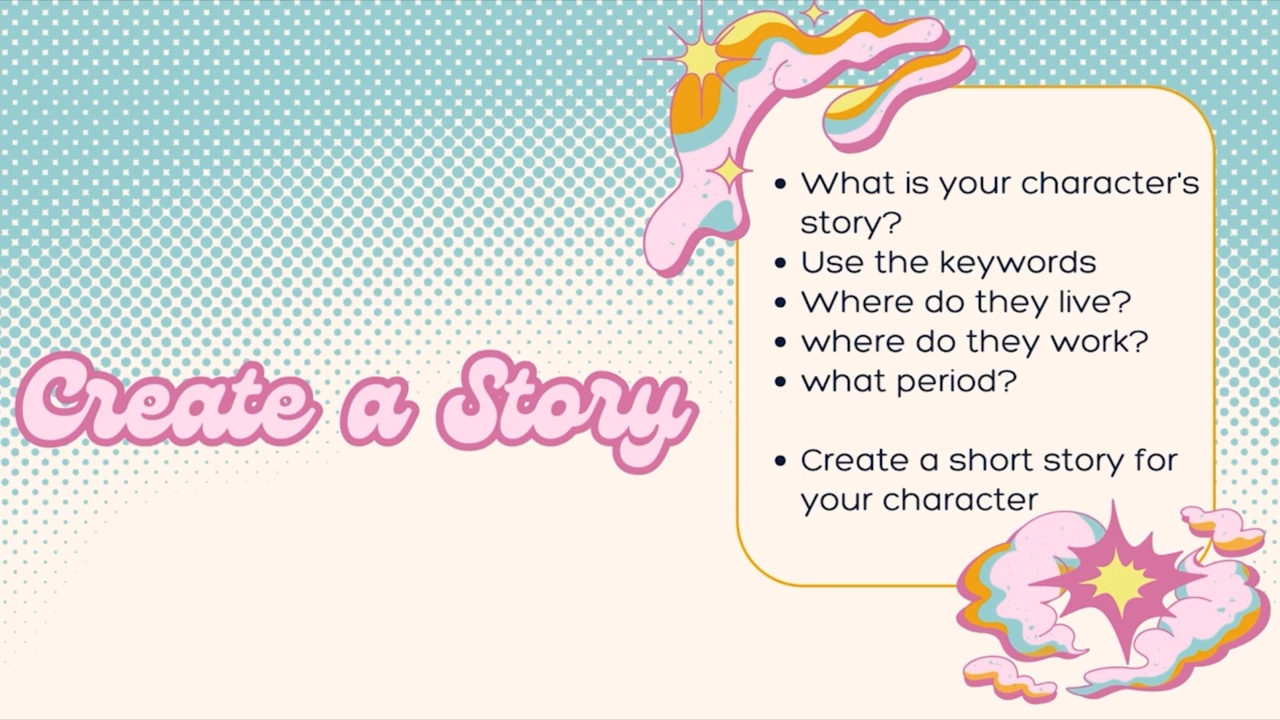 Create a Story
• What is your character's
story?
• Use the keywords
• Where do they live?
• where do they work?
• what period?
• Create a short story for
your character